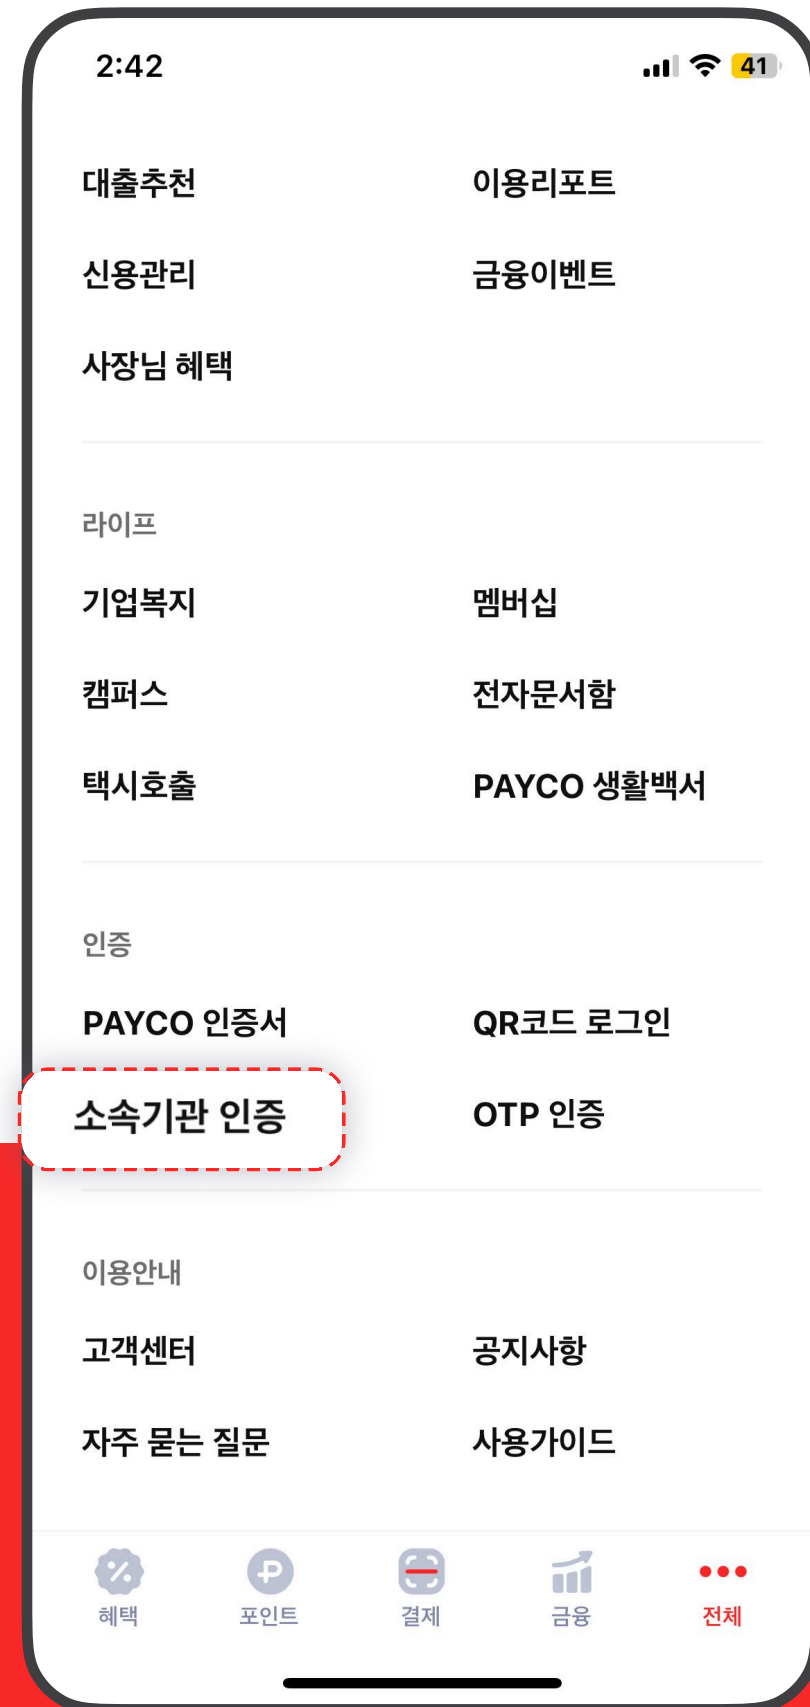 2:42
41
대출추천
이용리포트
신용관리
금융이벤트
사장님 혜택
라이프
기업복지
멤버십
캠퍼스
전자문서함
택시호출
PAYCO 생활백서
인증
PAYCO 인증서
QR코드 로그인
소속기관 인증
OTP 인증
이용안내
고객센터
공지사항
자주 묻는 질문
사용가이드
혜택
포인트
결제
금융
전체